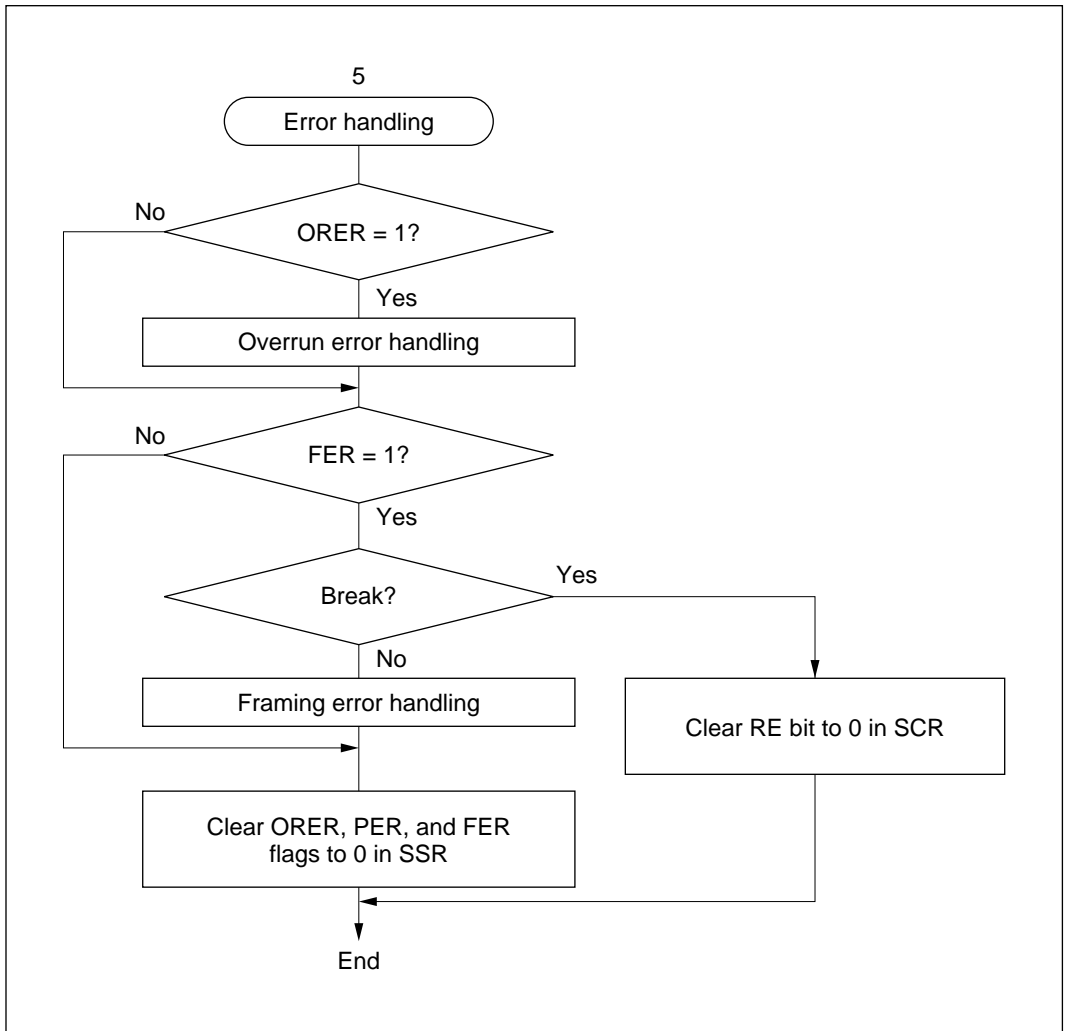 5
Error handling
No
ORER = 1?
Yes
Overrun error handling
No
FER = 1?
Yes
Yes
Break?
No
Framing error handling
Clear RE bit to 0 in SCR
Clear ORER, PER, and FER
flags to 0 in SSR
End